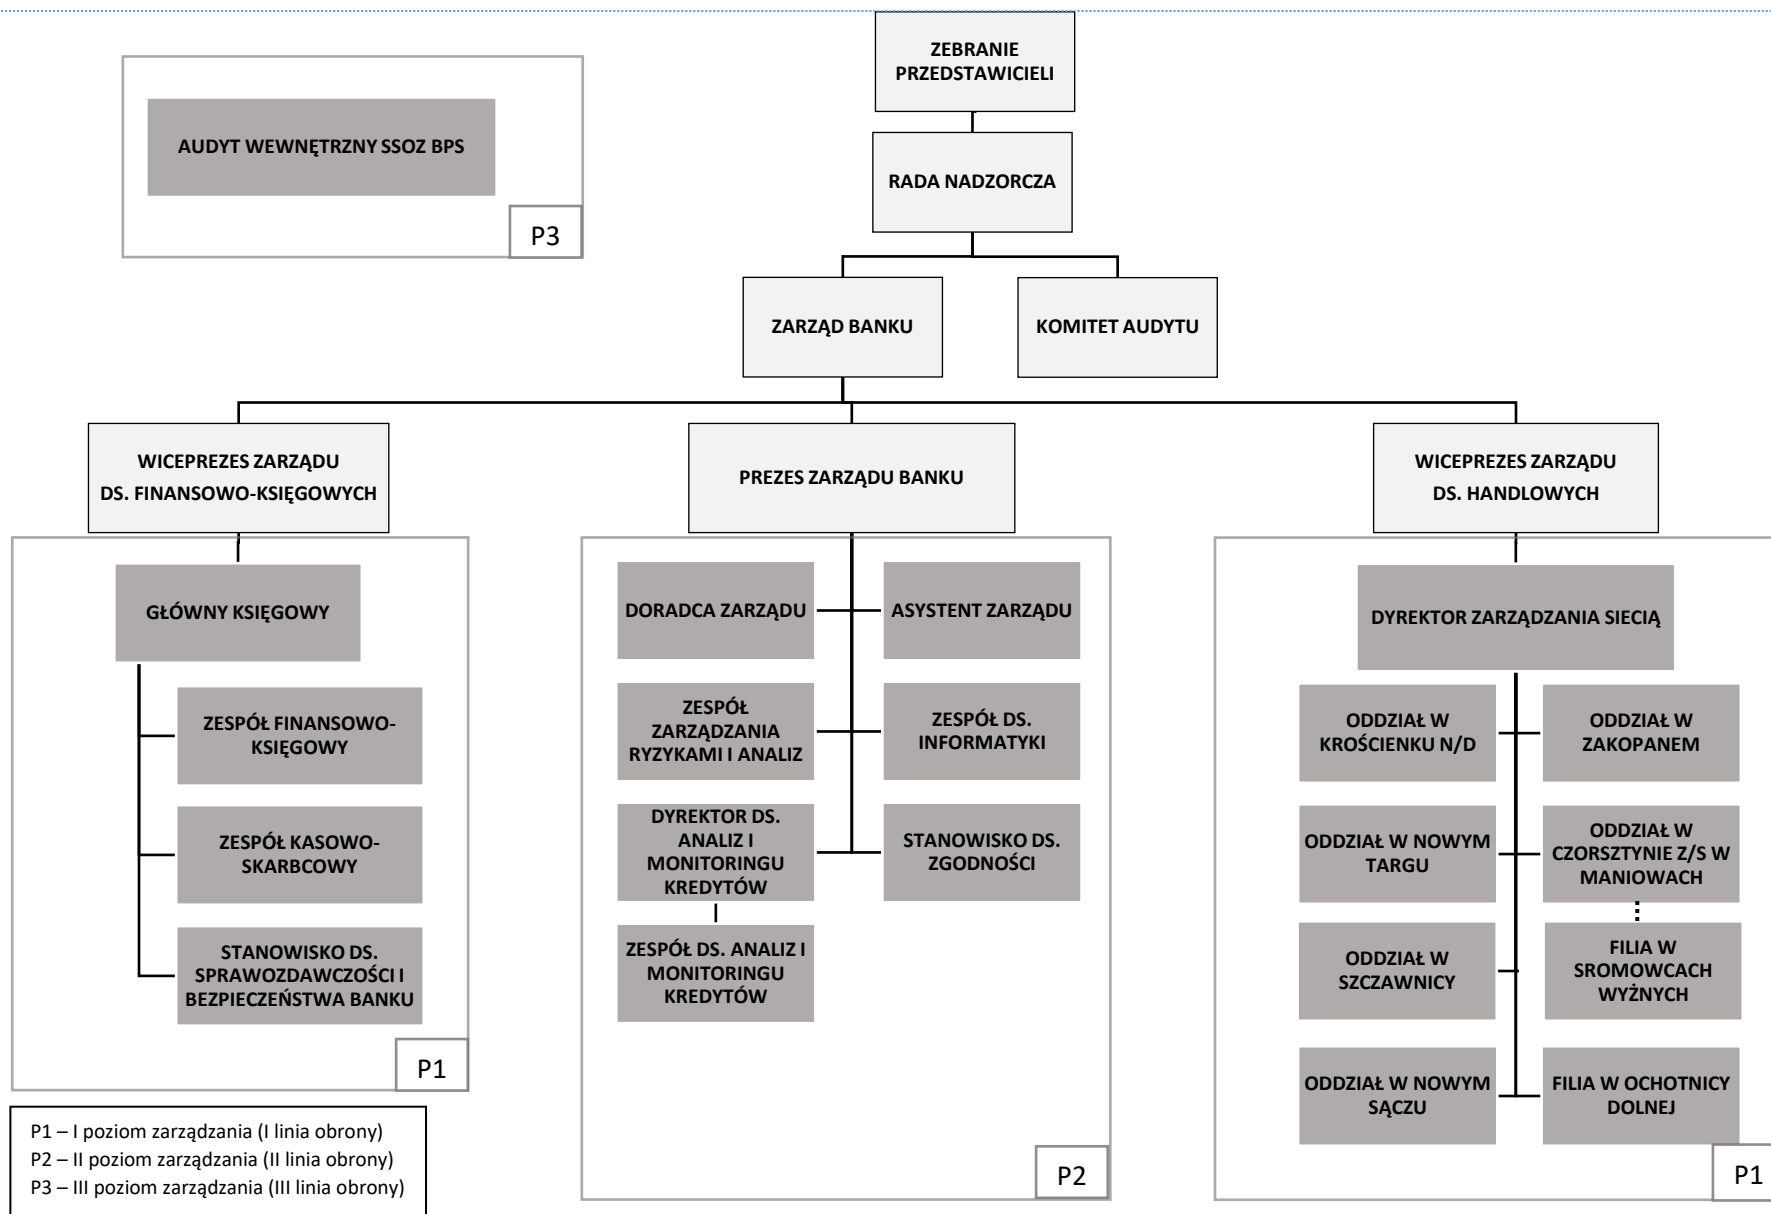 ZEBRANIE
PRZEDSTAWICIELI
AUDYT WEWNĘTRZNY SSOZ BPS
P3
RADA NADZORCZA
ZARZĄD BANKU
KOMITET AUDYTU
WICEPREZES ZARZĄDU
DS. FINANSOWO-KSIĘGOWYCH
PREZES ZARZĄDU BANKU
WICEPREZES ZARZĄDU
DS. HANDLOWYCH
GŁÓWNY KSIĘGOWY
ZESPÓŁ FINANSOWO-
KSIĘGOWY
ZESPÓŁ KASOWO-
SKARBCOWY
STANOWISKO DS.
SPRAWOZDAWCZOŚCI I
BEZPIECZEŃSTWA BANKU
P1
DORADCA ZARZĄDU
ASYSTENT ZARZĄDU
ZESPÓŁ
ZARZĄDZANIA
RYZYKAMI I ANALIZ
ZESPÓŁ DS.
INFORMATYKI
DYREKTOR DS.
ANALIZ I
MONITORINGU
KREDYTÓW
STANOWISKO DS.
ZGODNOŚCI
ZESPÓŁ DS. ANALIZ I
MONITORINGU
KREDYTÓW
P2
DYREKTOR ZARZĄDZANIA SIECIĄ
ODDZIAŁ W
KROŚCIENKU N/D
ODDZIAŁ W
ZAKOPANEM
ODDZIAŁ W NOWYM
TARGU
ODDZIAŁ W
CZORSZTYNIE Z/S W
MANIOWACH
ODDZIAŁ W
SZCZAWNICY
FILIA W
SROMOWCACH
WYŻNYCH
ODDZIAŁ W NOWYM
SĄCZU
FILIA W OCHOTNICY
DOLNEJ
P1
P1 – I poziom zarządzania (I linia obrony)
P2 – II poziom zarządzania (II linia obrony)
P3 – III poziom zarządzania (III linia obrony)